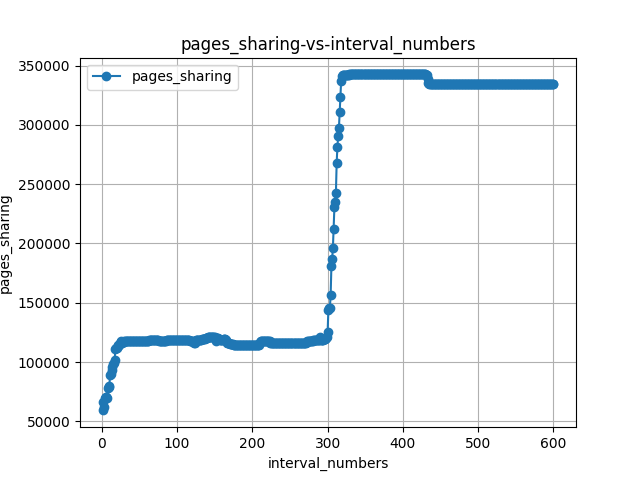 pages_sharing-vs-interval_numbers
pages_sharing
350000
300000
250000
200000
150000
100000
50000
pages_sharing
0 100 200 300 400 500 600
interval_numbers